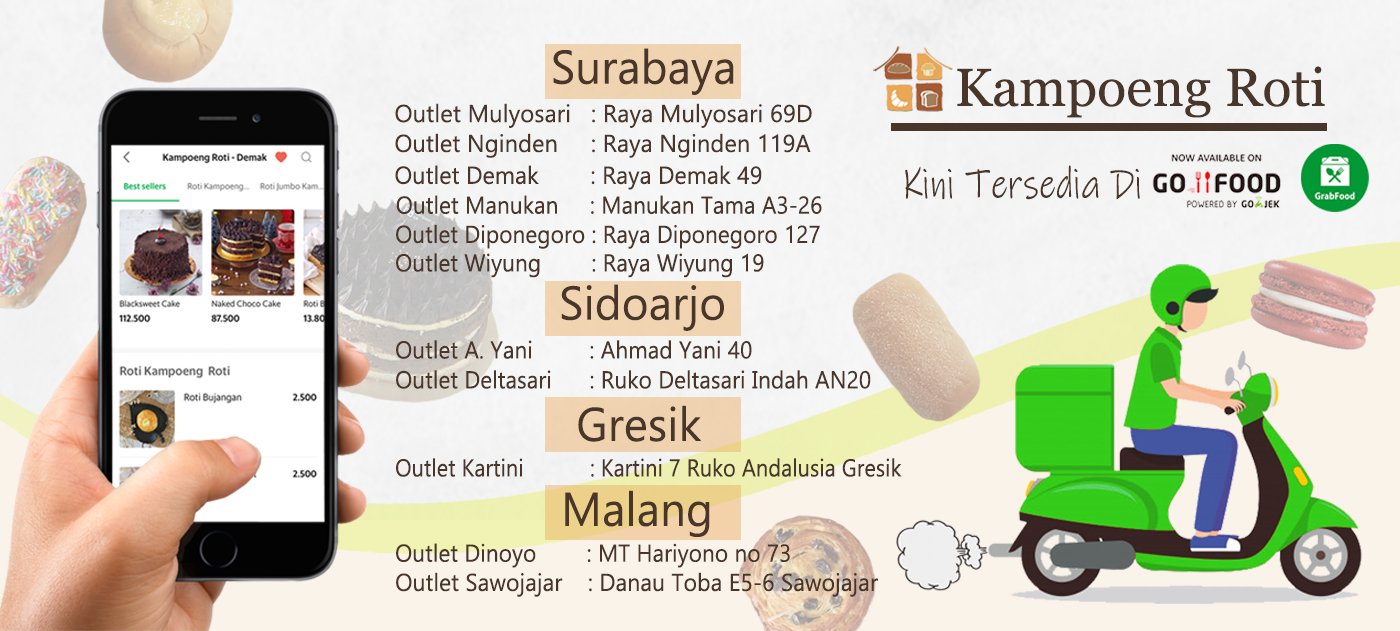 Kampoeng Roti - Demak
Best sellers
Roti Kampoeng...
Roti Jumbo Kam...
Blacksweet Cake
112.500
Naked Choco Cake
87.500
Roti B
13.80
Roti Kampoeng Roti
Roti Bujangan 2.500
2.500
Surabaya
Outlet Mulyosari : Raya Mulyosari 69D
Outlet Nginden : Raya Nginden 119A
Outlet Demak : Raya Demak 49
Outlet Manukan : Manukan Tama A3-26
Outlet Diponegoro : Raya Diponegoro 127
Outlet Wiyung : Raya Wiyung 19
Sidoarjo
Outlet A. Yani : Ahmad Yani 40
Outlet Deltasari : Ruko Deltasari Indah AN20
Gresik
Outlet Kartini : Kartini 7 Ruko Andalusia Gresik
Malang
Outlet Dinoyo : MT Hariyono no 73
Outlet Sawojajar : Danau Toba E5-6 Sawojajar
Kampoeng Roti
Kini Tersedia Di
NOW AVAILABLE ON
GO FOOD
POWERED BY GOJEK
GrabFood